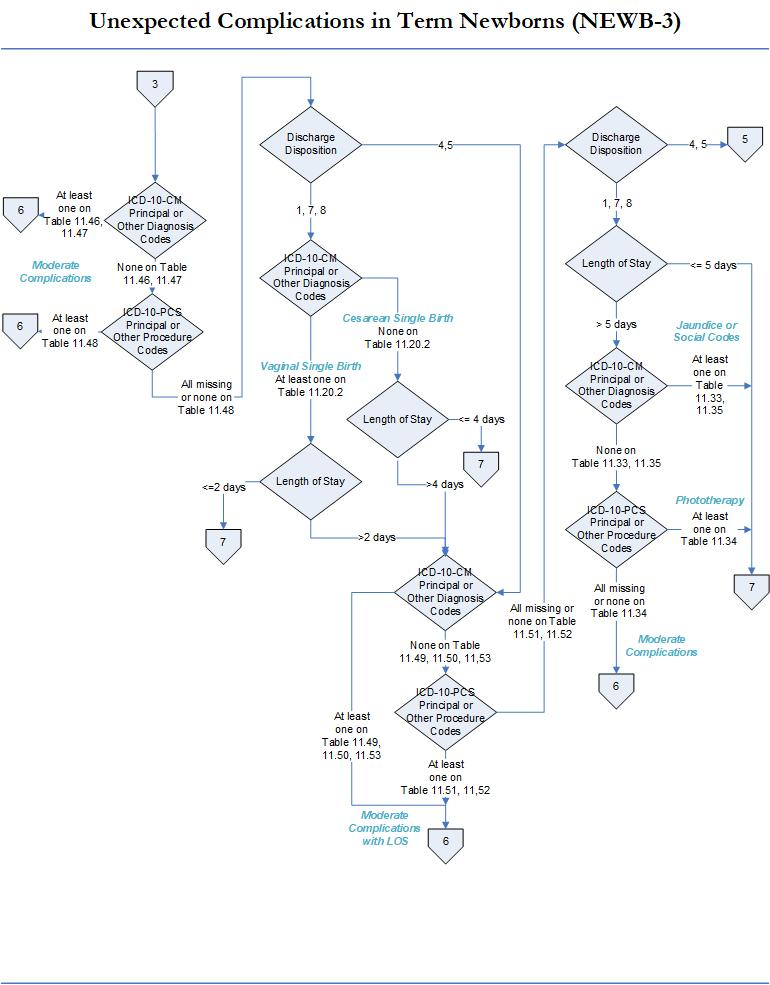 Unexpected Complications in Term Newborns (NEWB-3)
3
ICD-10-CM
Principal or
Other Diagnosis
Codes
At least
one on
Table 11.46,
11.47
6
Moderate
Complications
None on Table
11.46, 11.47
ICD-10-PCS
Principal or
Other Procedure
Codes
At least
one on
Table 11.48
6
All missing
or none on
Table 11.48
Discharge
Disposition
4,5
1, 7, 8
ICD-10-CM
Principal or
Other Diagnosis
Codes
Cesarean Single Birth
None on
Table 11.20.2
Vaginal Single Birth
At least one on
Table 11.20.2
Length of Stay
<= 4 days
7
>4 days
Length of Stay
<=2 days
7
>2 days
ICD-10-CM
Principal or
Other Diagnosis
Codes
None on Table
11.49, 11.50, 11,53
ICD-10-PCS
Principal or
Other Procedure
Codes
All missing or
none on Table
11.51, 11.52
At least
one on
Table 11.49,
11.50, 11.53
At least
one on
Table 11.51, 11,52
Moderate
Complications
with LOS
6
Discharge
Disposition
4, 5
5
1, 7, 8
Length of Stay
<= 5 days
> 5 days
Jaundice or
Social Codes
ICD-10-CM
Principal or
Other Diagnosis
Codes
At least
one on
Table
11.33,
11.35
None on
Table 11.33, 11.35
Phototherapy
ICD-10-PCS
Principal or
Other Procedure
Codes
At least
one on
Table 11.34
7
All missing
or none on
Table 11.34
Moderate
Complications
6